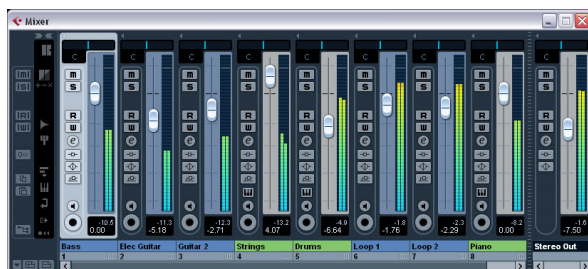 Mixer
C C C C C C C C C
m m m m m m m m m
S S S S S S S S S
[m]
[S]
R R R R R R R R R
W W W W W W W W W
[R]
[W]
e e e e e e e e e
-10.5 -11.3 -12.3 -13.2 -4.9 -1.8 -2.3 -8.2 -1.6
0.00 -5.18 -2.71 4.07 -6.64 -1.76 -2.29 0.00 -7.50
Bass Elec Guitar Guitar 2 Strings Drums Loop 1 Loop 2 Piano Stereo Out
1 2 3 4 5 6 7 8